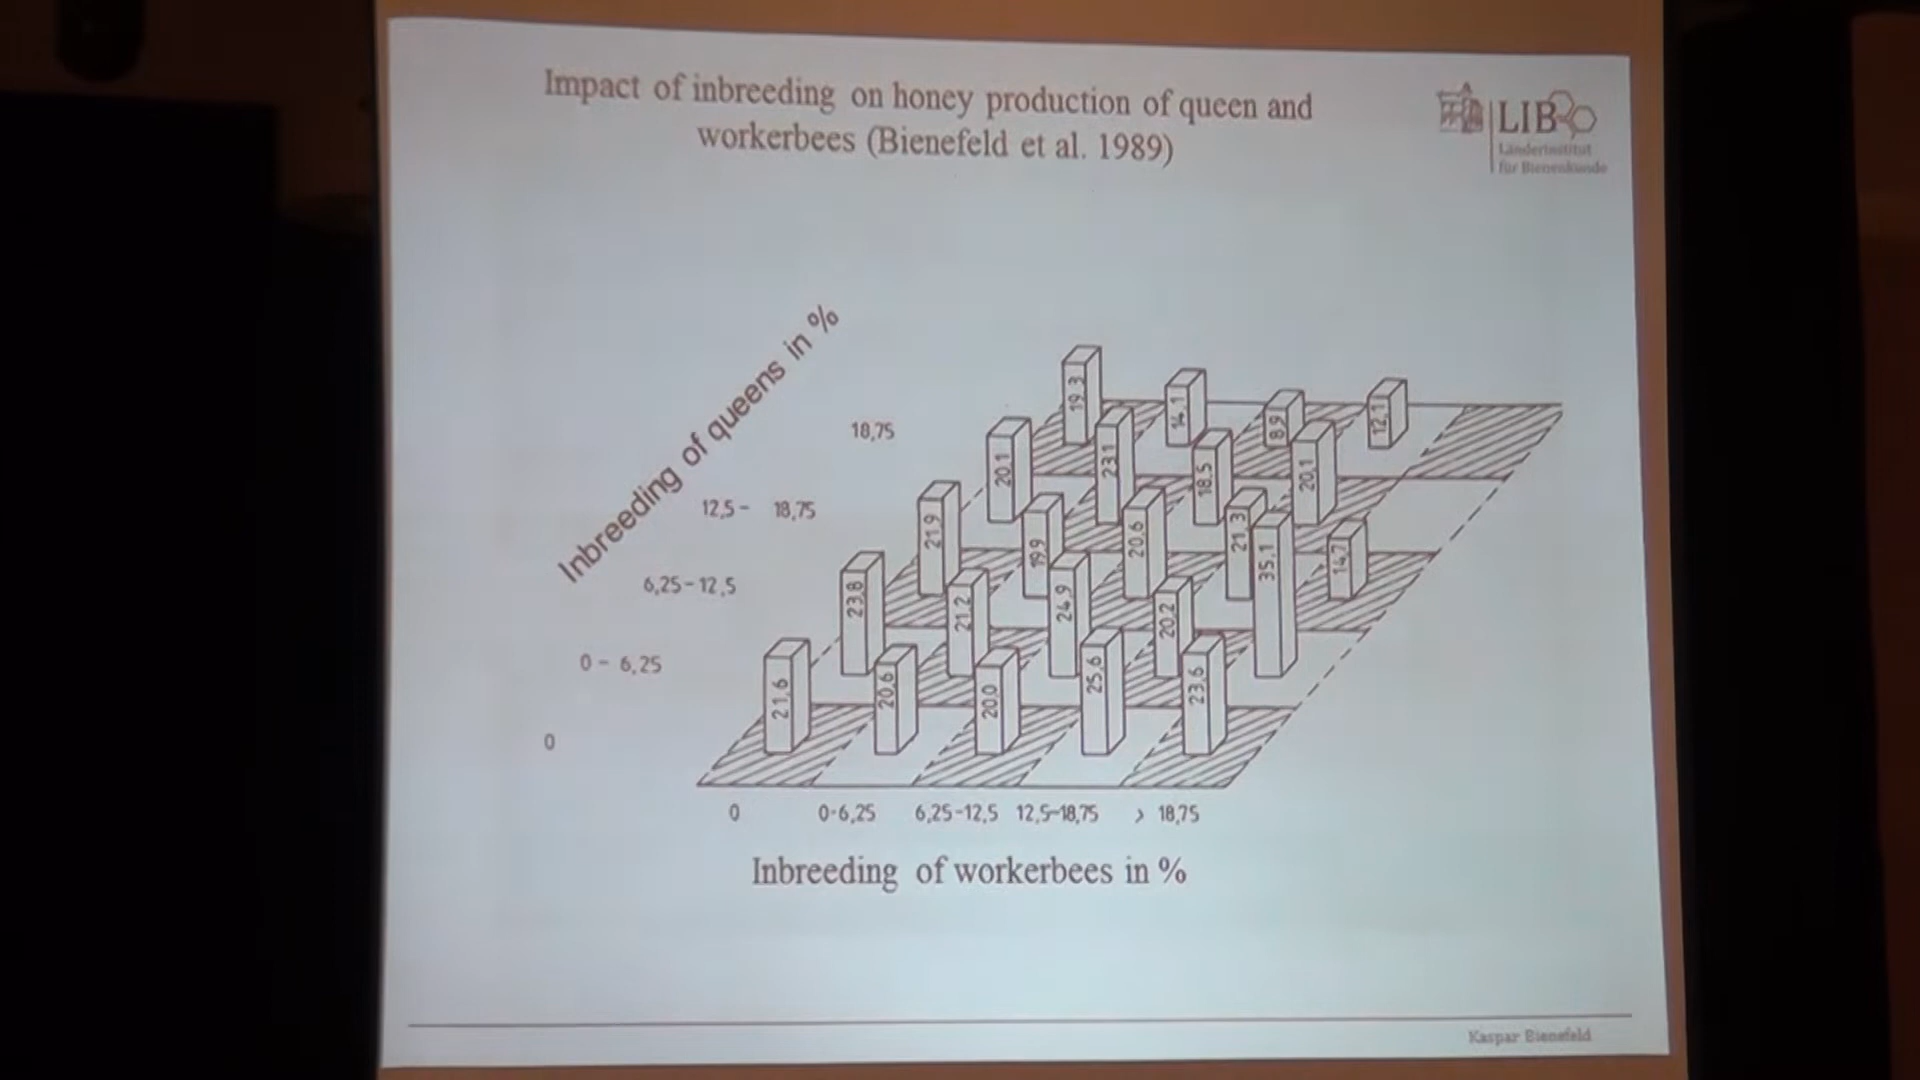 Impact of inbreeding on honey production of queen and
workerbees (Bienefeld et al. 1989)
LIB
Länderinstitut
für Bienenkunde
Inbreeding of queens in %
19,3 14,1 8,9 12,1
18,75
20,1 23,1 18,5 20,1
12,5 - 18,75
21,9 19,9 20,6 21,3 14,7
6,25-12,5
23,8 21,2 24,9 20,2 35,1
0 - 6,25
21,6 20,6 20,0 25,6 23,6
0
0 0-6,25 6,25-12,5 12,5-18,75 > 18,75
Inbreeding of workerbees in %
Kaspar Bienefeld